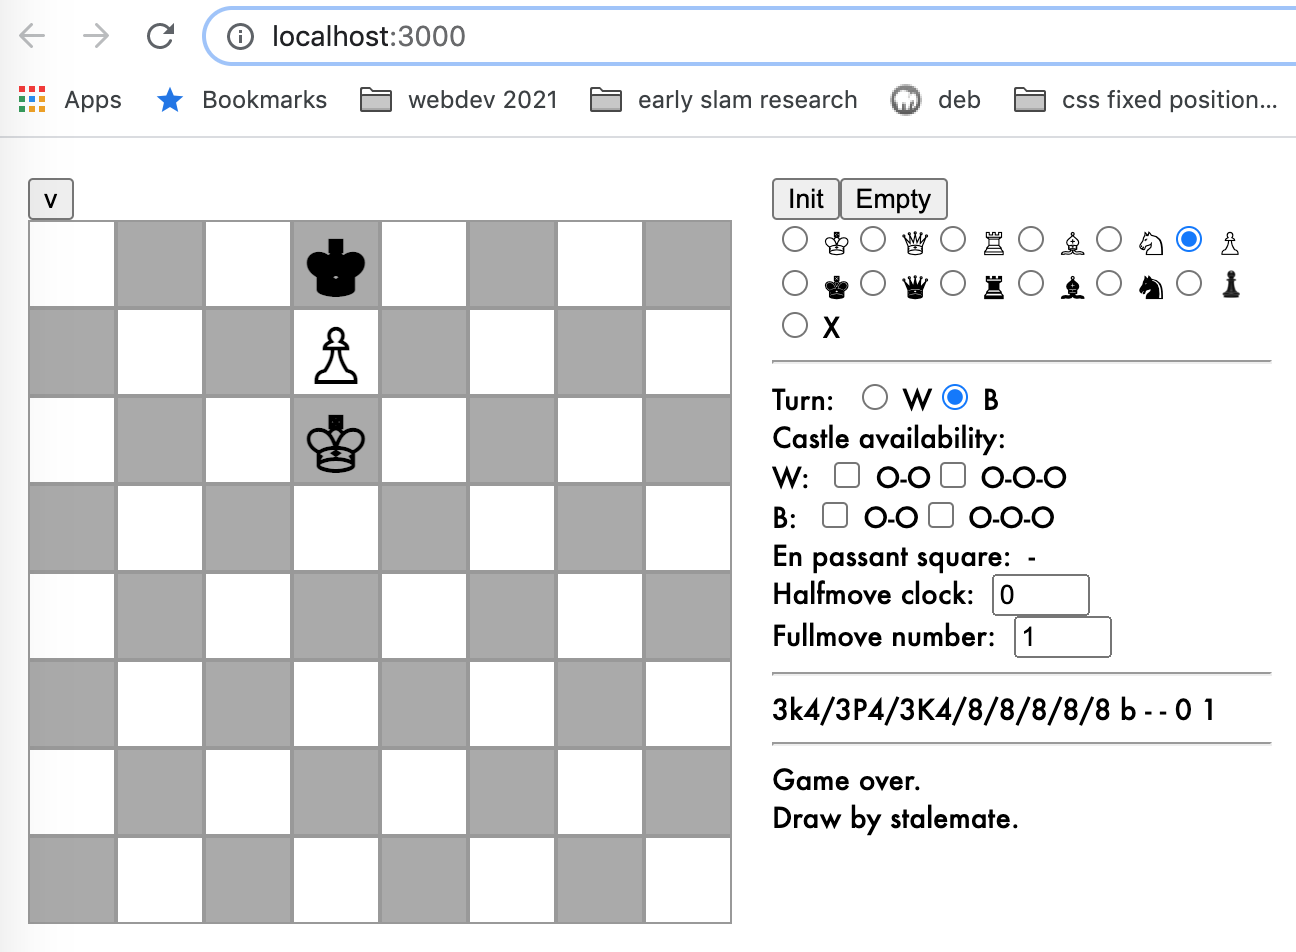 localhost:3000
Apps Bookmarks webdev 2021 early slam research deb css fixed position...
v
Init Empty
X
Turn: W B
Castle availability:
W: O-O O-O-O
B: O-O O-O-O
En passant square: -
Halfmove clock: 0
Fullmove number: 1
3k4/3P4/3K4/8/8/8/8/8 b - - 0 1
Game over.
Draw by stalemate.